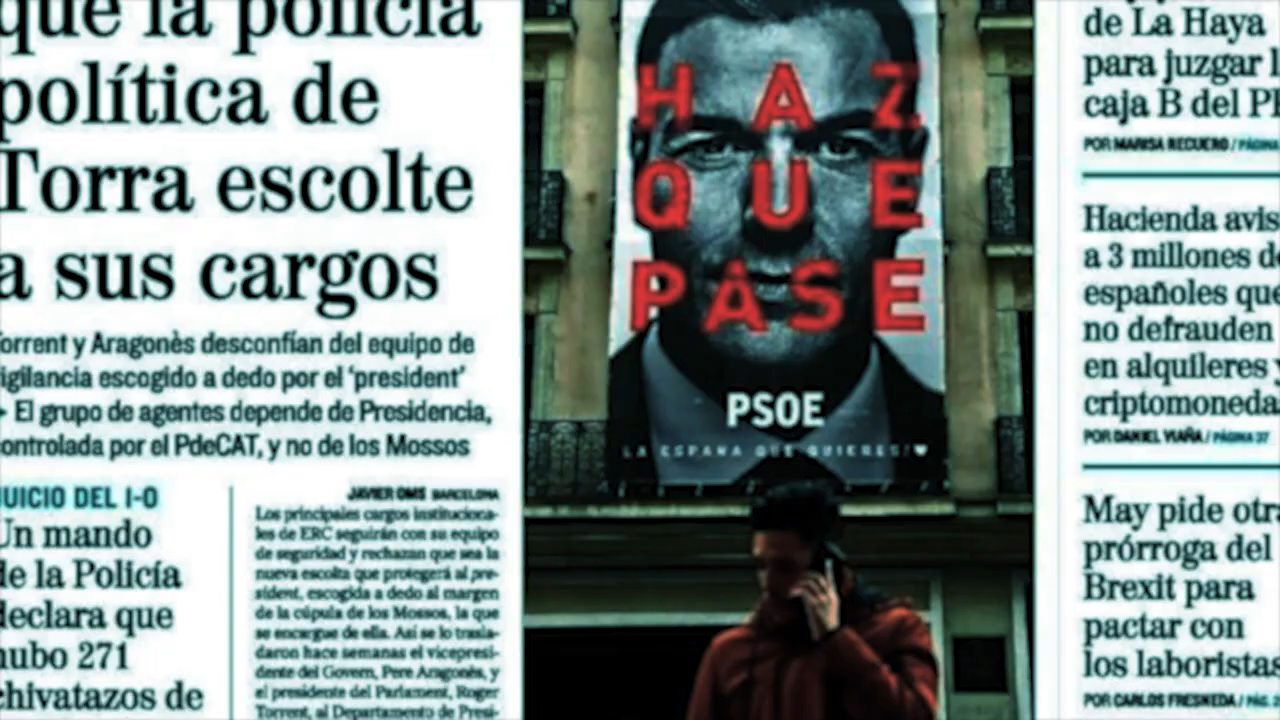 que la policía
política de
Torra escolte
a sus cargos
Torrent y Aragonès desconfían del equipo de
vigilancia escogido a dedo por el 'president'
El grupo de agentes depende de Presidencia,
controlada por el PdeCAT, y no de los Mossos
JUICIO DEL 1-O
Un mando
de la Policía
declara que
hubo 271
chivatazos de
JAVIER OMS BARCELONA
Los principales cargos instituciona-
les de ERC seguirán con su equipo
de seguridad y rechazan que sea la
nueva escolta que protegerá al pre-
sident, escogida a dedo al margen
de la cúpula de los Mossos, la que
se encargue de ella. Así se lo trasla-
daron hace semanas el vicepresi-
dente del Govern, Pere Aragonès, y
el presidente del Parlament, Roger
Torrent, al Departamento de Presi-
HAZ
QUE
PASE
PSOE
LA ESPAÑA QUE QUIERES!
de La Haya
para juzgar l
caja B del P
POR MARISA RECUERO / PÁGINA
Hacienda avis
a 3 millones de
españoles que
no defrauden
en alquileres y
criptomoneda
POR DANIEL VIAÑA / PÁGINA 27
May pide otra
prórroga del
Brexit para
pactar con
los laboristas
POR CARLOS FRESNEDA / PÁG.